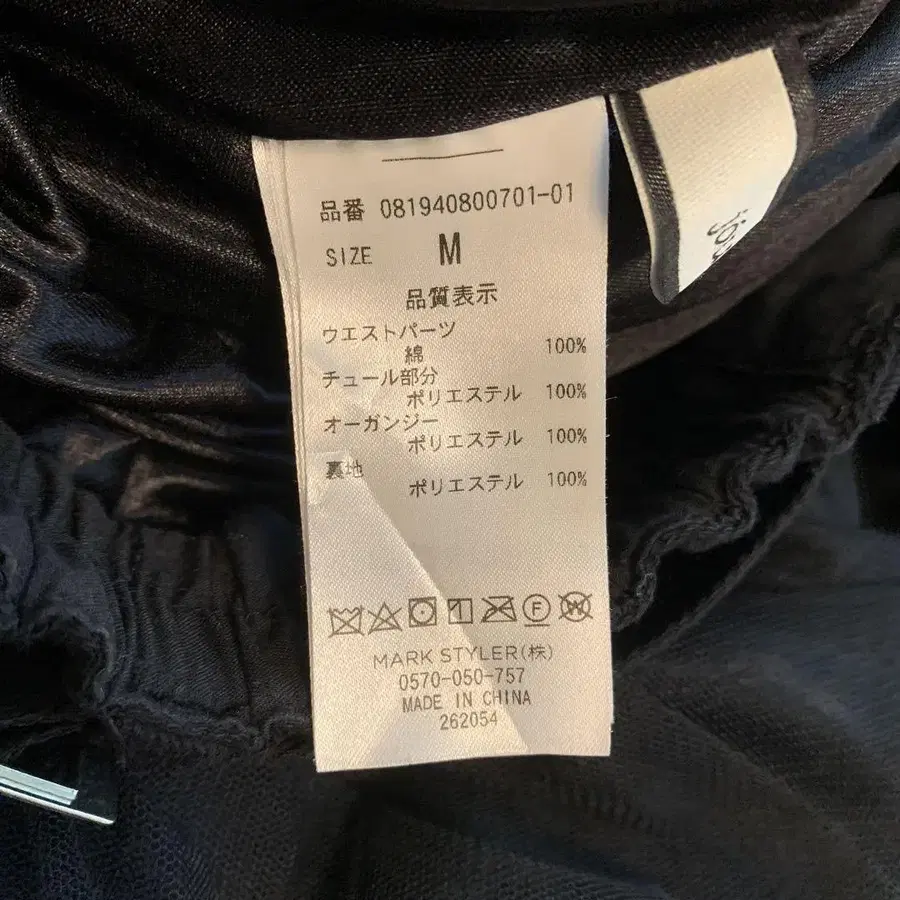 品番 081940800701-01
SIZE M
品質表示
ウエストパーツ
綿 100%
チュール部分
ポリエステル 100%
オーガンジー
ポリエステル 100%
裏地
ポリエステル 100%
F W
MARK STYLER(株)
0570-050-757
MADE IN CHINA
262054